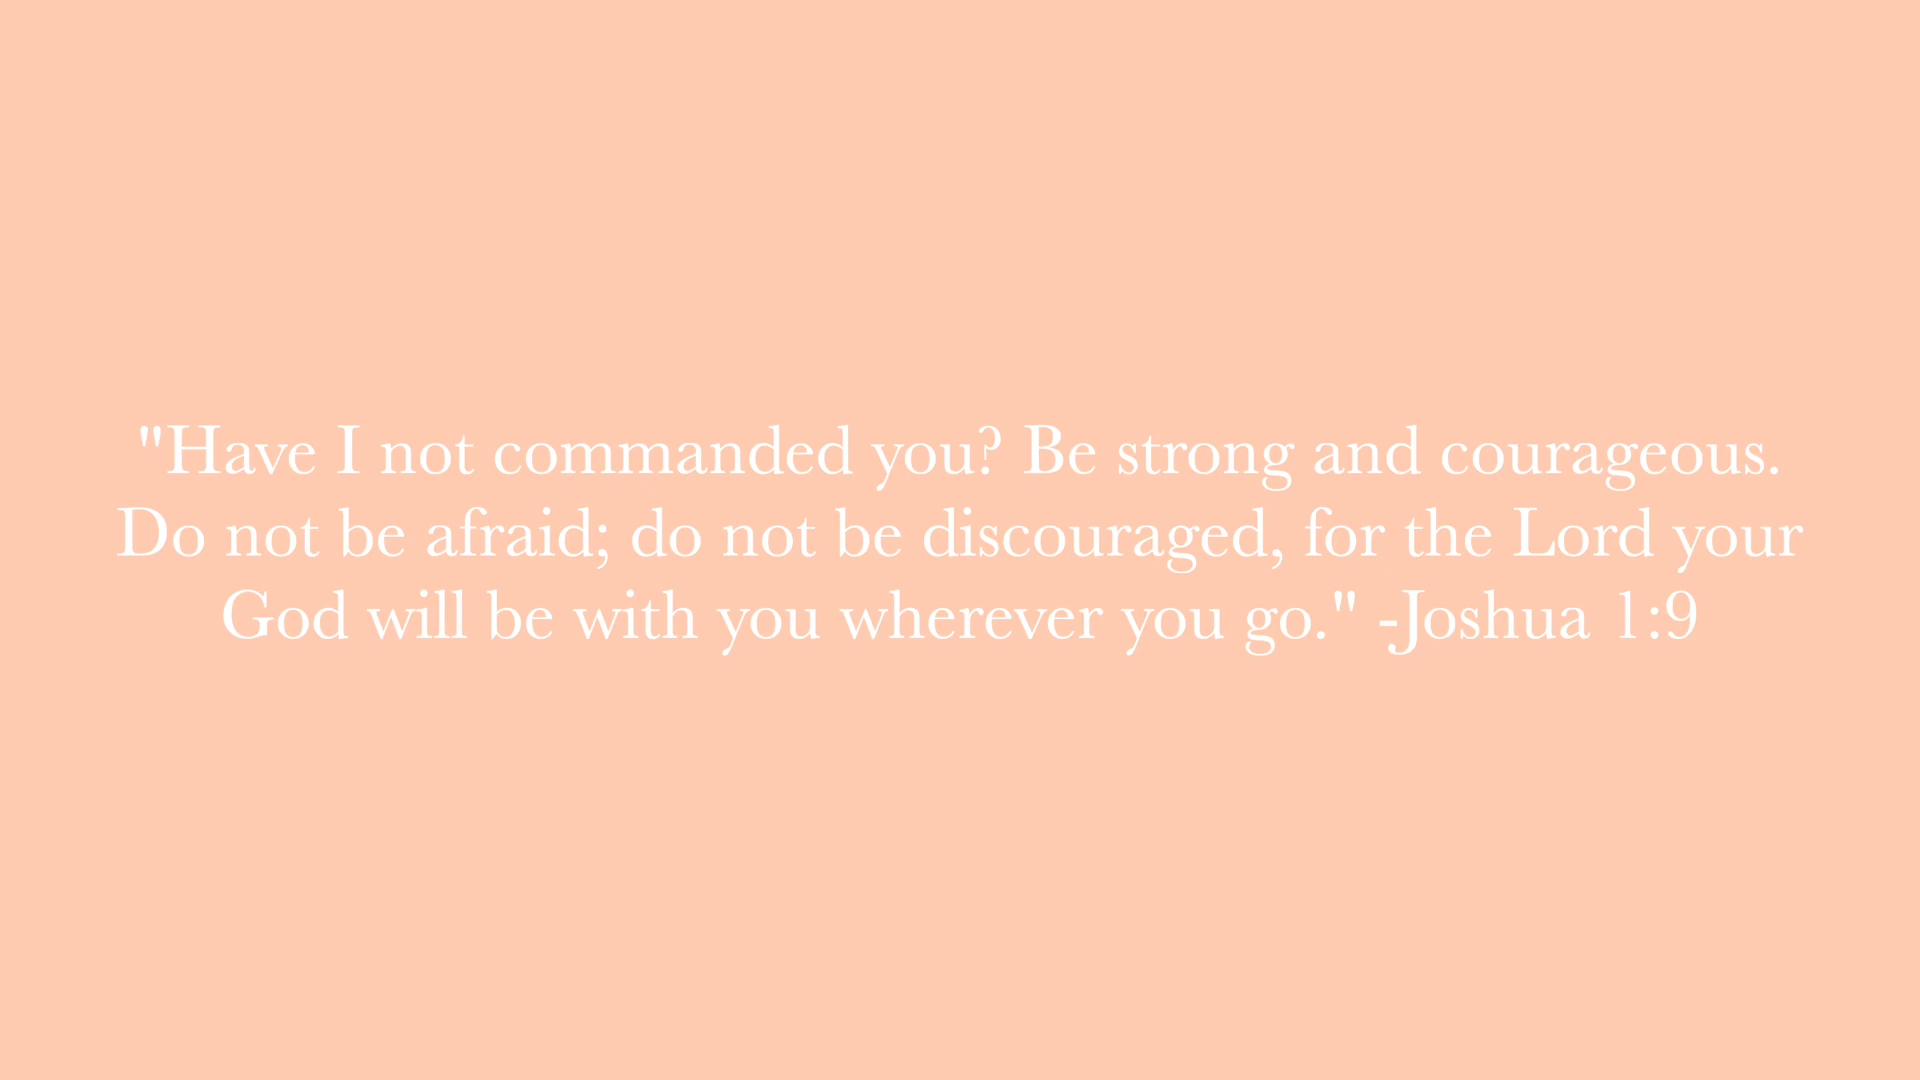 "Have I not commanded you? Be strong and courageous.
Do not be afraid; do not be discouraged, for the Lord your
God will be with you wherever you go." -Joshua 1:9